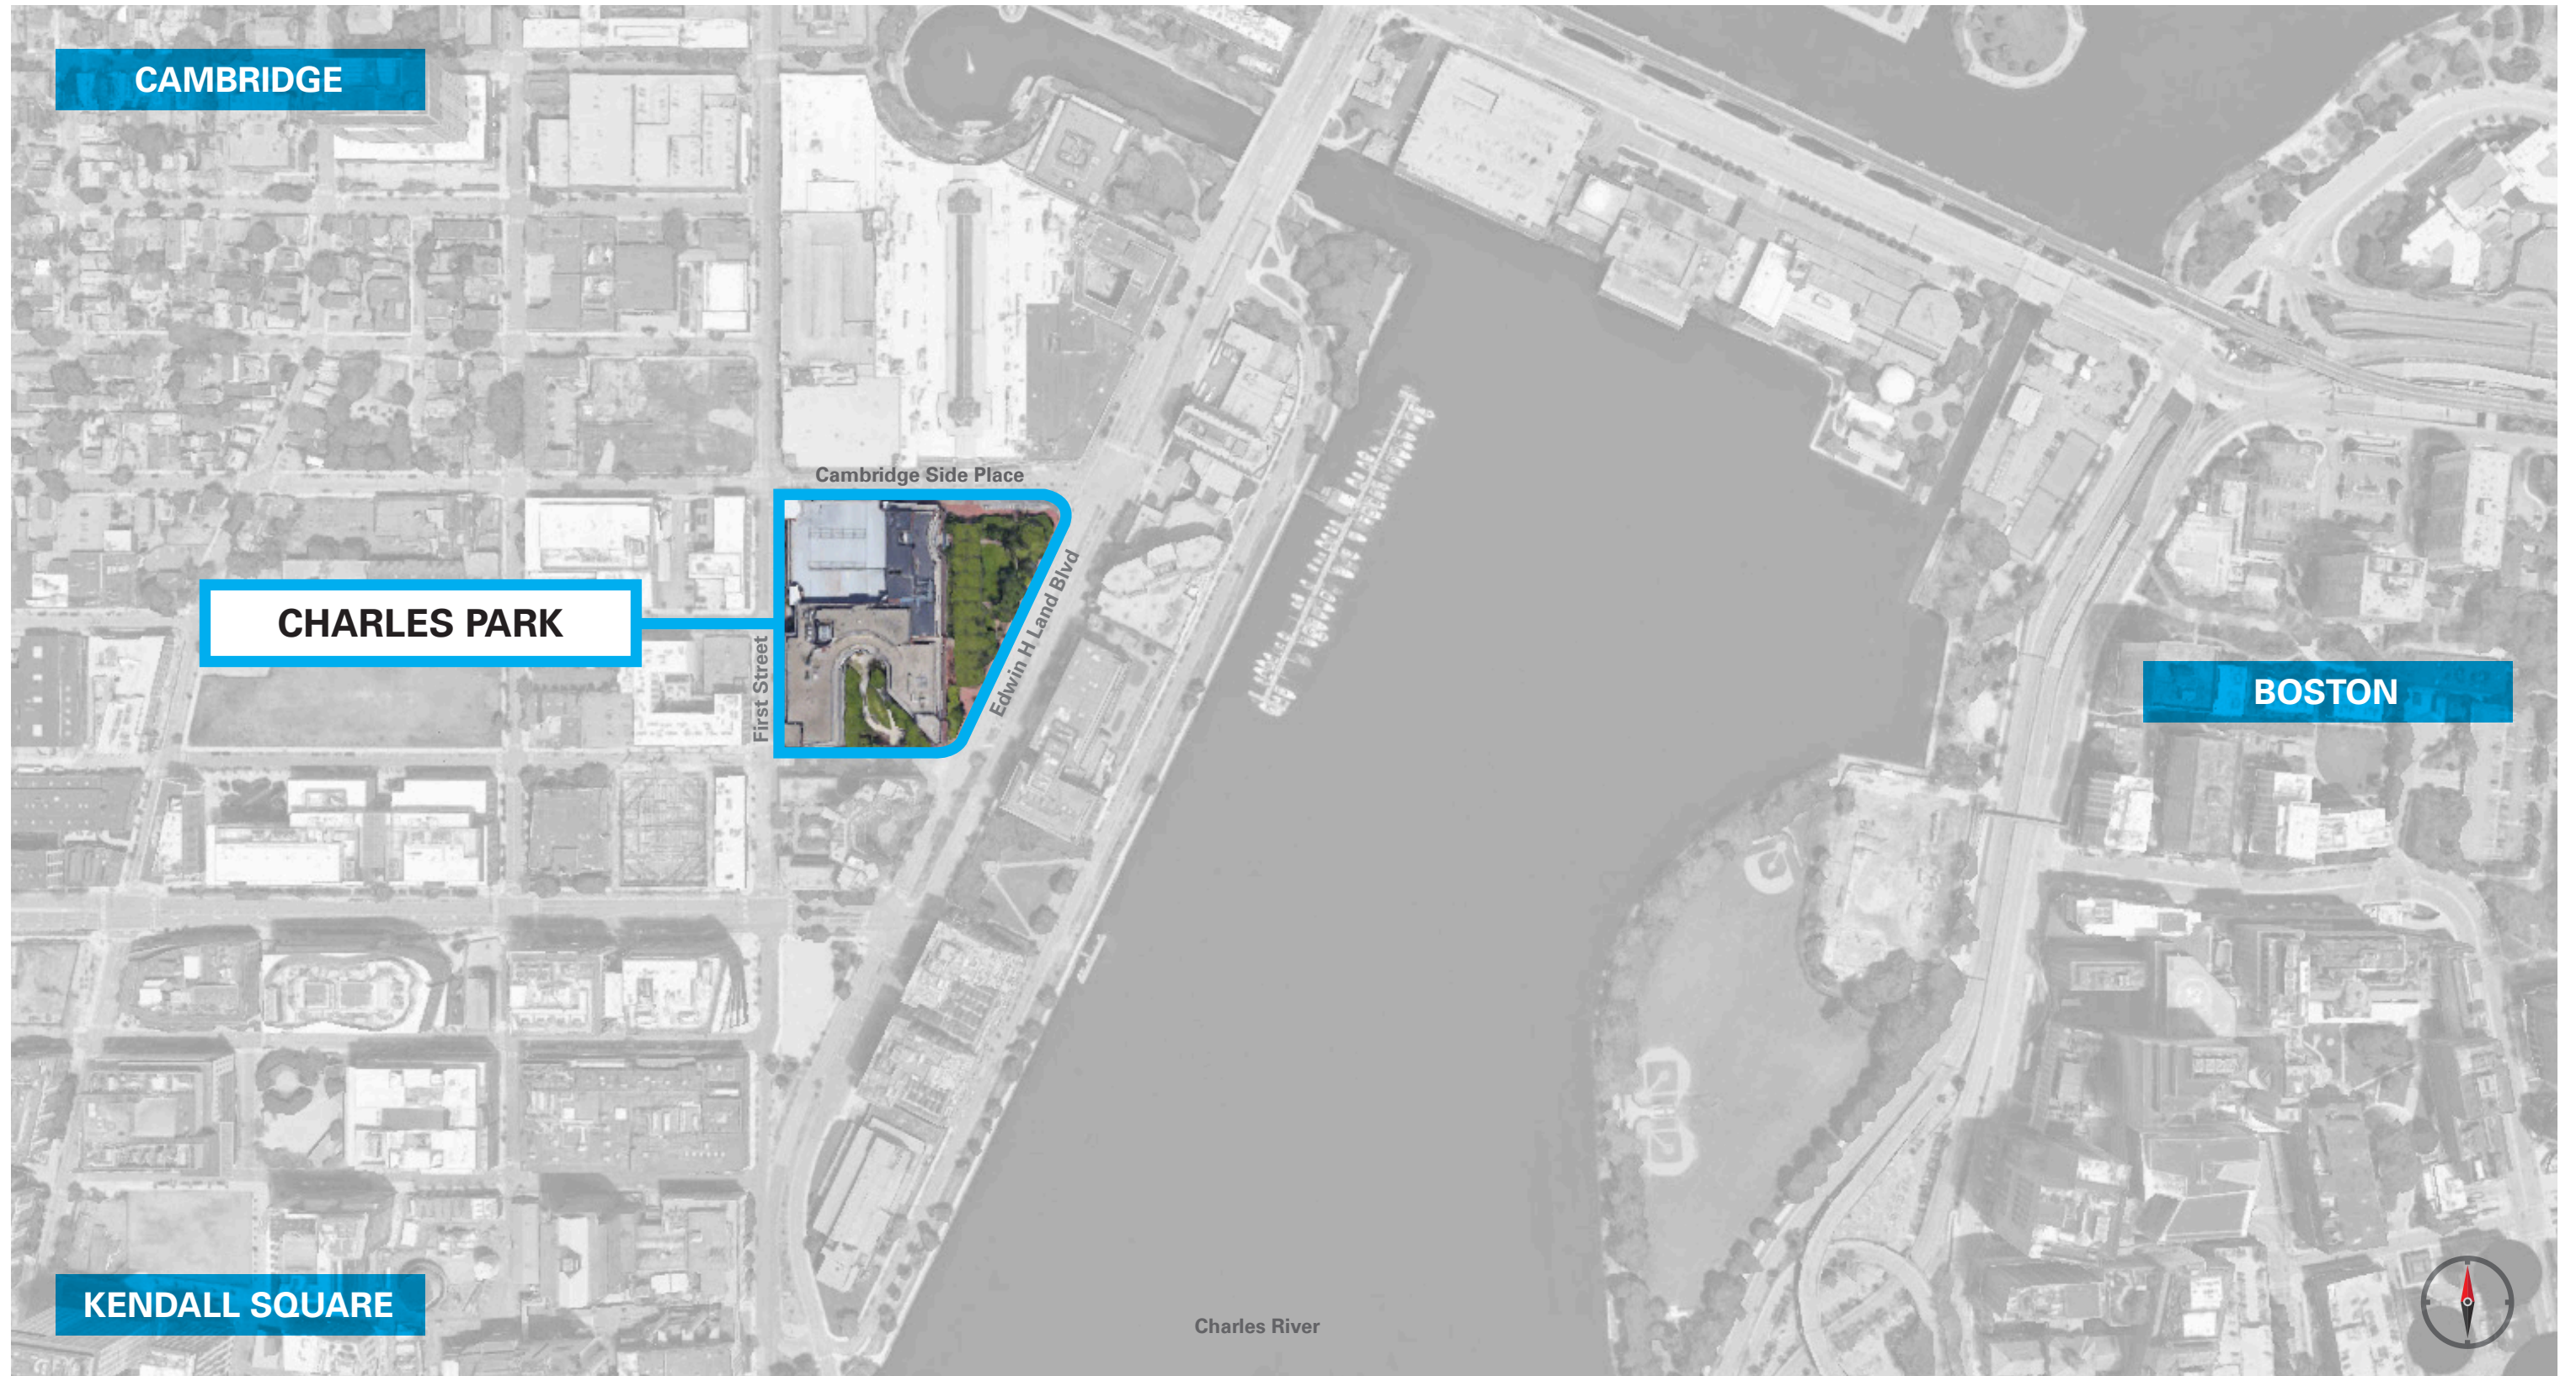 CAMBRIDGE
Cambridge Side Place
CHARLES PARK
First Street
Edwin H Land Blvd
BOSTON
KENDALL SQUARE
Charles River